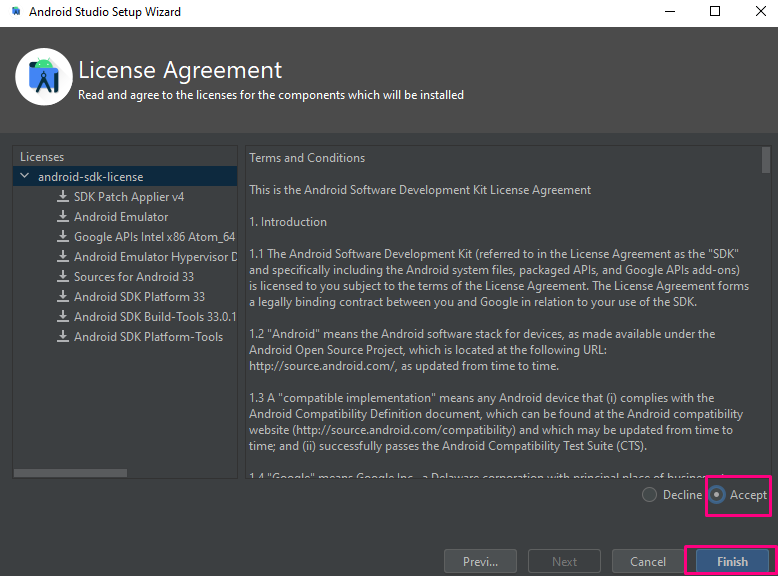 Android Studio Setup Wizard
License Agreement
Read and agree to the licenses for the components which will be installed
Licenses
android-sdk-license
SDK Patch Applier v4
Android Emulator
Google APIs Intel x86 Atom_64
Android Emulator Hypervisor D
Sources for Android 33
Android SDK Platform 33
Android SDK Build-Tools 33.0.1
Android SDK Platform-Tools
Terms and Conditions
This is the Android Software Development Kit License Agreement
1. Introduction
1.1 The Android Software Development Kit (referred to in the License Agreement as the "SDK"
and specifically including the Android system files, packaged APIs, and Google APIs add-ons)
is licensed to you subject to the terms of the License Agreement. The License Agreement forms
a legally binding contract between you and Google in relation to your use of the SDK.
1.2 "Android" means the Android software stack for devices, as made available under the
Android Open Source Project, which is located at the following URL:
http://source.android.com/, as updated from time to time.
1.3 A "compatible implementation" means any Android device that (i) complies with the
Android Compatibility Definition document, which can be found at the Android compatibility
website (http://source.android.com/compatibility) and which may be updated from time to
time; and (ii) successfully passes the Android Compatibility Test Suite (CTS).
1.4 "Google" means Google Inc., a Delaware corporation with principal place of business
Decline
Accept
Previ...
Next
Cancel
Finish